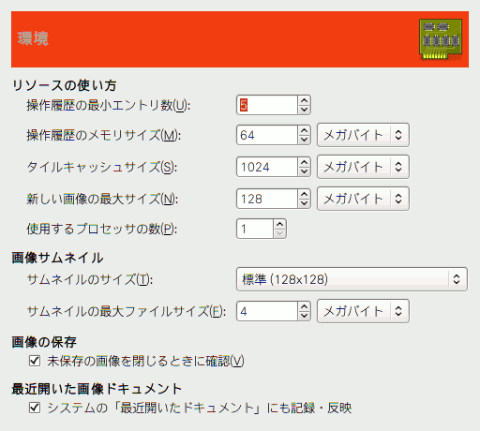 環境
リソースの使い方
操作履歴の最小エントリ数(U): 5
操作履歴のメモリサイズ(M): 64 メガバイト
タイルキャッシュサイズ(S): 1024 メガバイト
新しい画像の最大サイズ(N): 128 メガバイト
使用するプロセッサの数(P): 1
画像サムネイル
サムネイルのサイズ(T): 標準 (128x128)
サムネイルの最大ファイルサイズ(F): 4 メガバイト
画像の保存
未保存の画像を閉じるときに確認(V)
最近開いた画像ドキュメント
システムの「最近開いたドキュメント」にも記録・反映